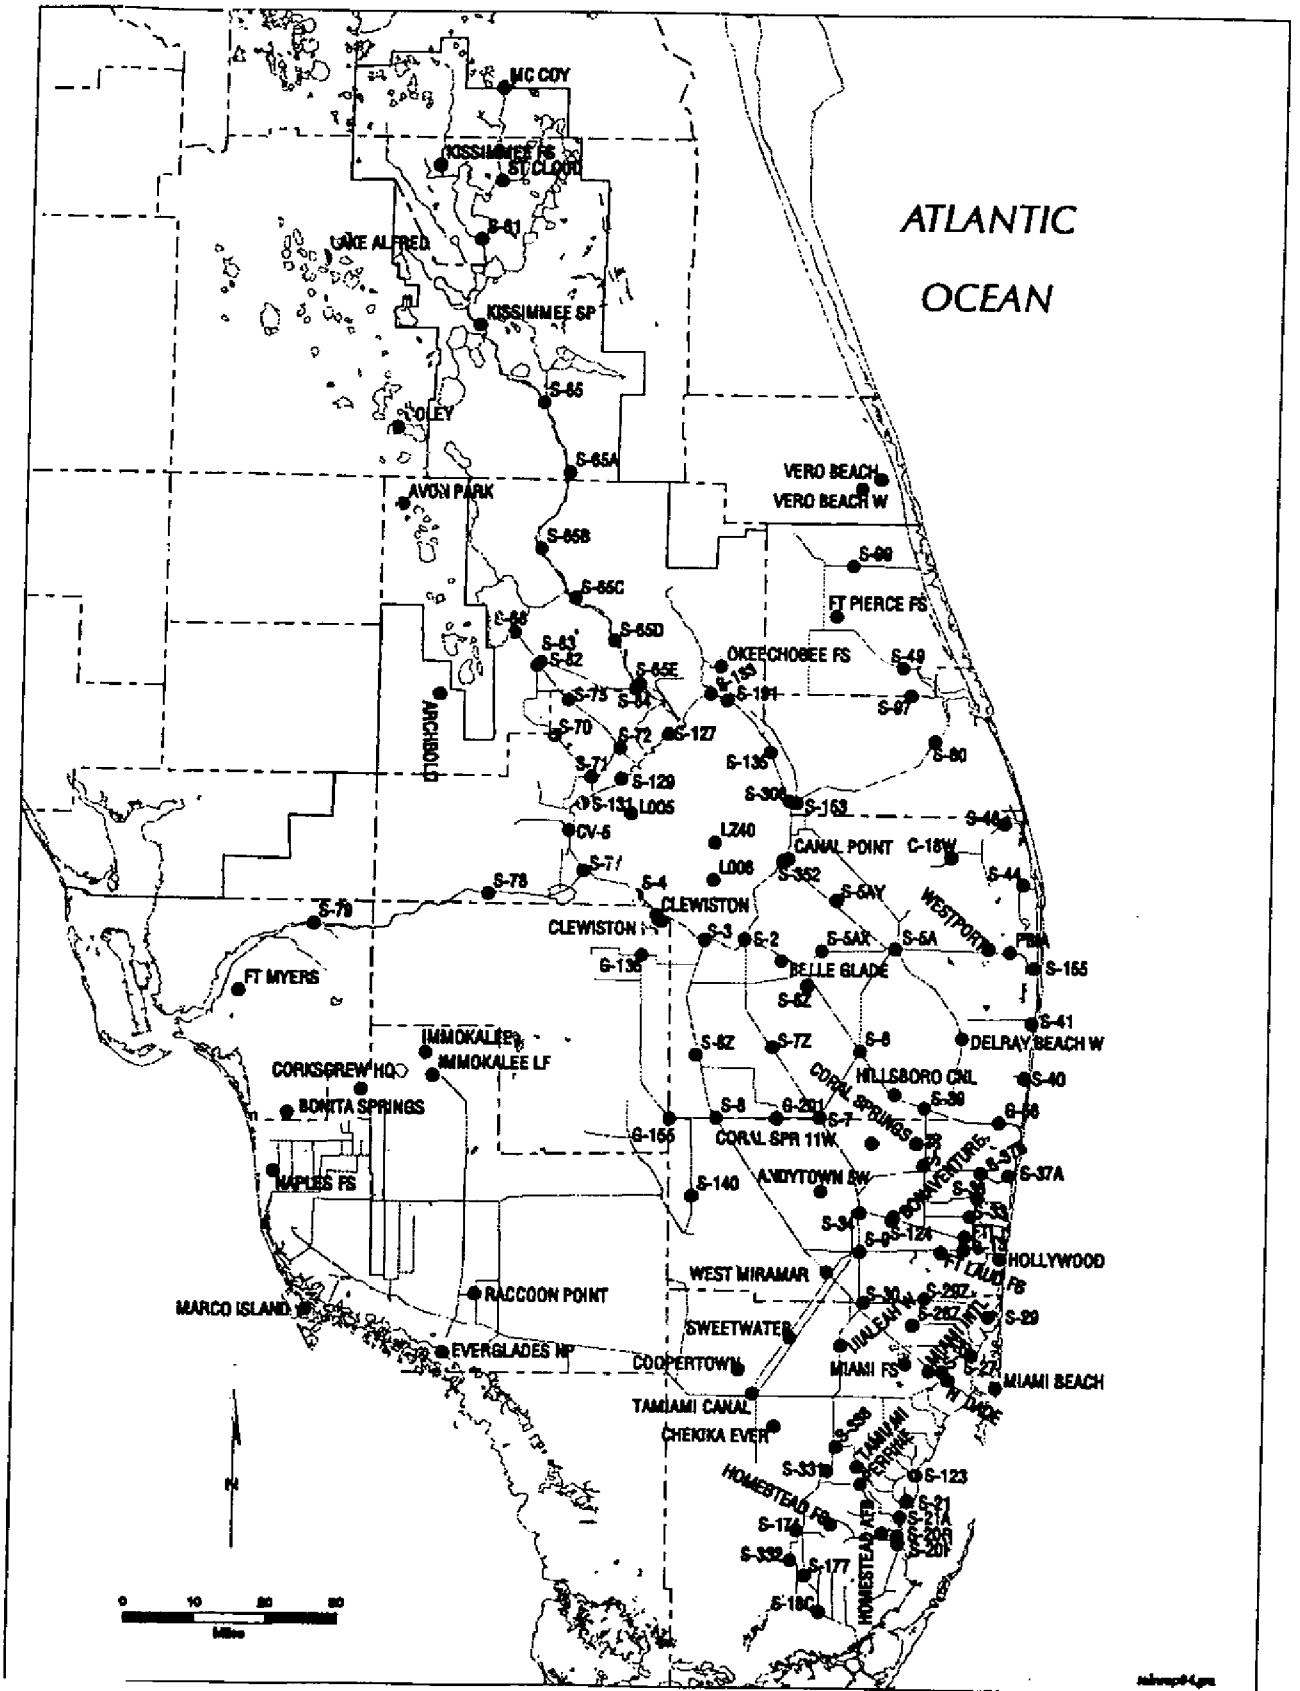 MC COY
KISSIMMEE FS
ST CLOUD
ATLANTIC
OCEAN
S-61
LAKE ALFRED
KISSIMMEE SP
S-65
S-65A
VERO BEACH
VERO BEACH W
AVON PARK
S-65B
S-99
S-65C
FT PIERCE FS
S-65D
S-83
S-82
OKEECHOBEE FS
S-49
S-65E
S-84
S-191
S-97
S-75
ARCHBOLD
S-70
S-72
S-127
S-80
S-135
S-71
S-129
S-131
L005
S-308
S-153
S-46
CV-5
LZ40
CANAL POINT
C-18W
S-352
S-77
L006
S-44
S-78
S-4
S-5AY
CLEWISTON
WESTPORT
S-79
CLEWISTON
S-3
S-2
S-5AX
S-5A
PBIA
G-136
BELLE GLADE
S-155
FT MYERS
S-6Z
S-41
IMMOKALEE
S-8Z
S-7Z
S-6
DELRAY BEACH W
IMMOKALEE LF
CORKSCREW HQ
CORAL SPRINGS
HILLSBORO CNL
S-40
BONITA SPRINGS
S-39
G-56
S-8
G-201
S-7
G-155
CORAL SPR 11W
NAPLES FS
BONAVENTURE
S-37B
S-37A
S-140
ANDYTOWN 5W
S-34
S-124
S-33
S-9
HOLLYWOOD
FT LAUD FS
WEST MIRAMAR
RACCOON POINT
S-30
S-29Z
MARCO ISLAND
S-28Z
S-29
SWEETWATER
HIALEAH W
MIAMI INTL
EVERGLADES NP
COOPERTOWN
MIAMI FS
S-27
MIAMI BEACH
TAMIAMI CANAL
N DADE
CHEKIKA EVER
S-338
TAMIAMI
PERRINE
S-331
S-123
HOMESTEAD FS
S-21
S-21A
S-174
S-20F
S-332
S-177
HOMESTEAD AFB
S-18C
N
0 10 20 30
Miles